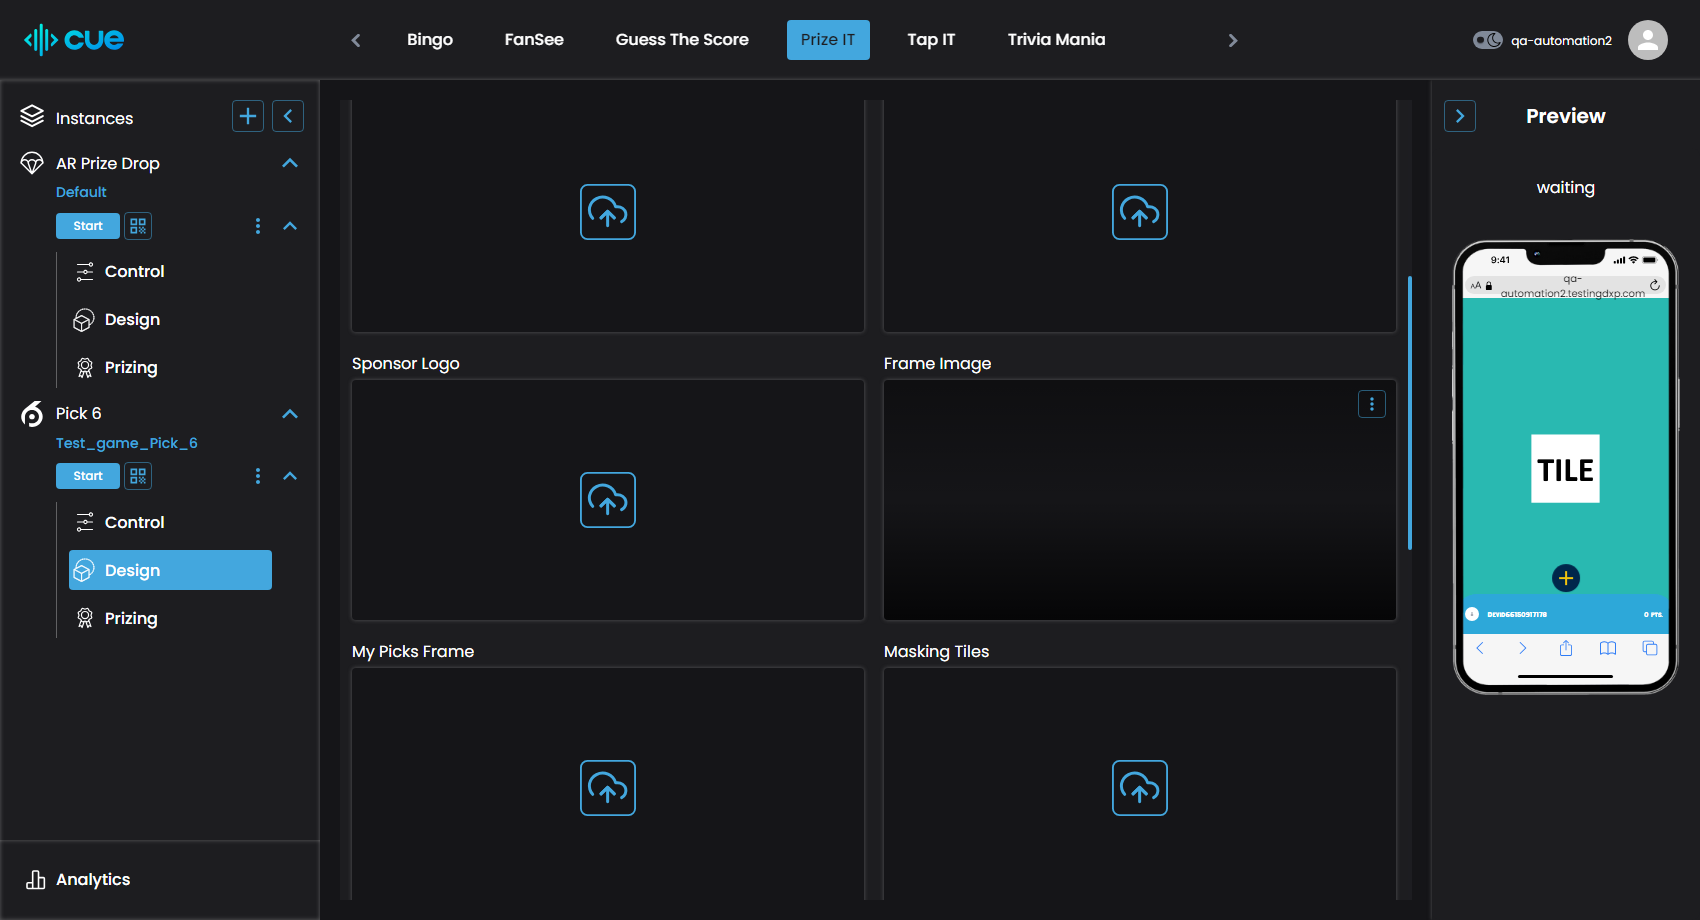 cue
Bingo
FanSee
Guess The Score
Prize IT
Tap IT
Trivia Mania
qa-automation2
Instances
AR Prize Drop
Default
Start
Control
Design
Prizing
Pick 6
Test_game_Pick_6
Start
Control
Design
Prizing
Analytics
Sponsor Logo
Frame Image
My Picks Frame
Masking Tiles
Preview
waiting
9:41
AA
qa-
automation2.testingdxp.com
TILE
0 PTS.